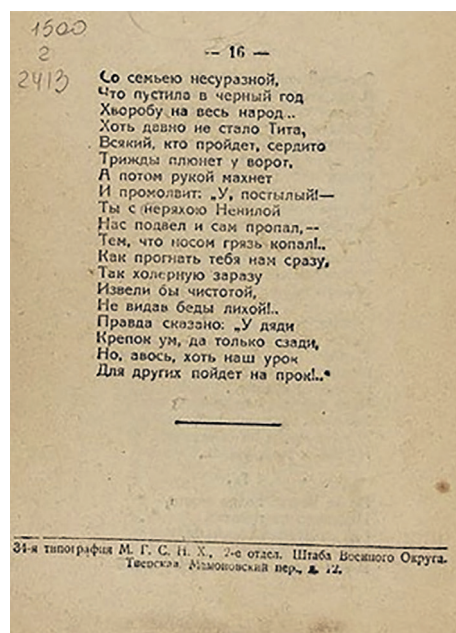 1500
2
2413
— 16 —
Со семьею несуразной,
Что пустила в черный год
Хворобу на весь народ..
Хоть давно не стало Тита,
Всякий, кто пройдет, сердито
Трижды плюнет у ворот,
А потом рукой махнет
И промолвит: „У, постылый!—
Ты с неряхою Ненилой
Нас подвел и сам пропал,—
Тем, что носом грязь копал!..
Как прогнать тебя нам сразу,
Так холерную заразу
Извели бы чистотой,
Не видав беды лихой!..
Правда сказано: „У дяди
Крепок ум, да только сзади,
Но, авось, хоть наш урок
Для других пойдет на прок!.."
34-я типография М. Г. С. Н. Х., 2-е отдел. Штаба Военного Округа.
Тверская, Мамоновский пер., д. 12.